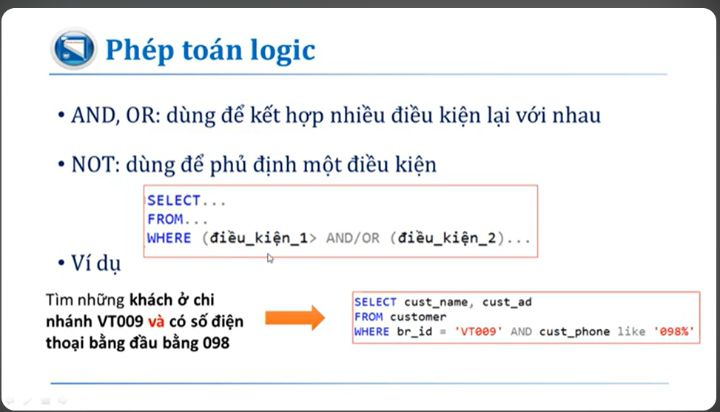 Phép toán logic
• AND, OR: dùng để kết hợp nhiều điều kiện lại với nhau
• NOT: dùng để phủ định một điều kiện
SELECT...
FROM...
WHERE (điều_kiện_1> AND/OR (điều_kiện_2)...
• Ví dụ
Tìm những khách ở chi
nhánh VT009 và có số điện
thoại bằng đầu bằng 098
SELECT cust_name, cust_ad
FROM customer
WHERE br_id = 'VT009' AND cust_phone like '098%'